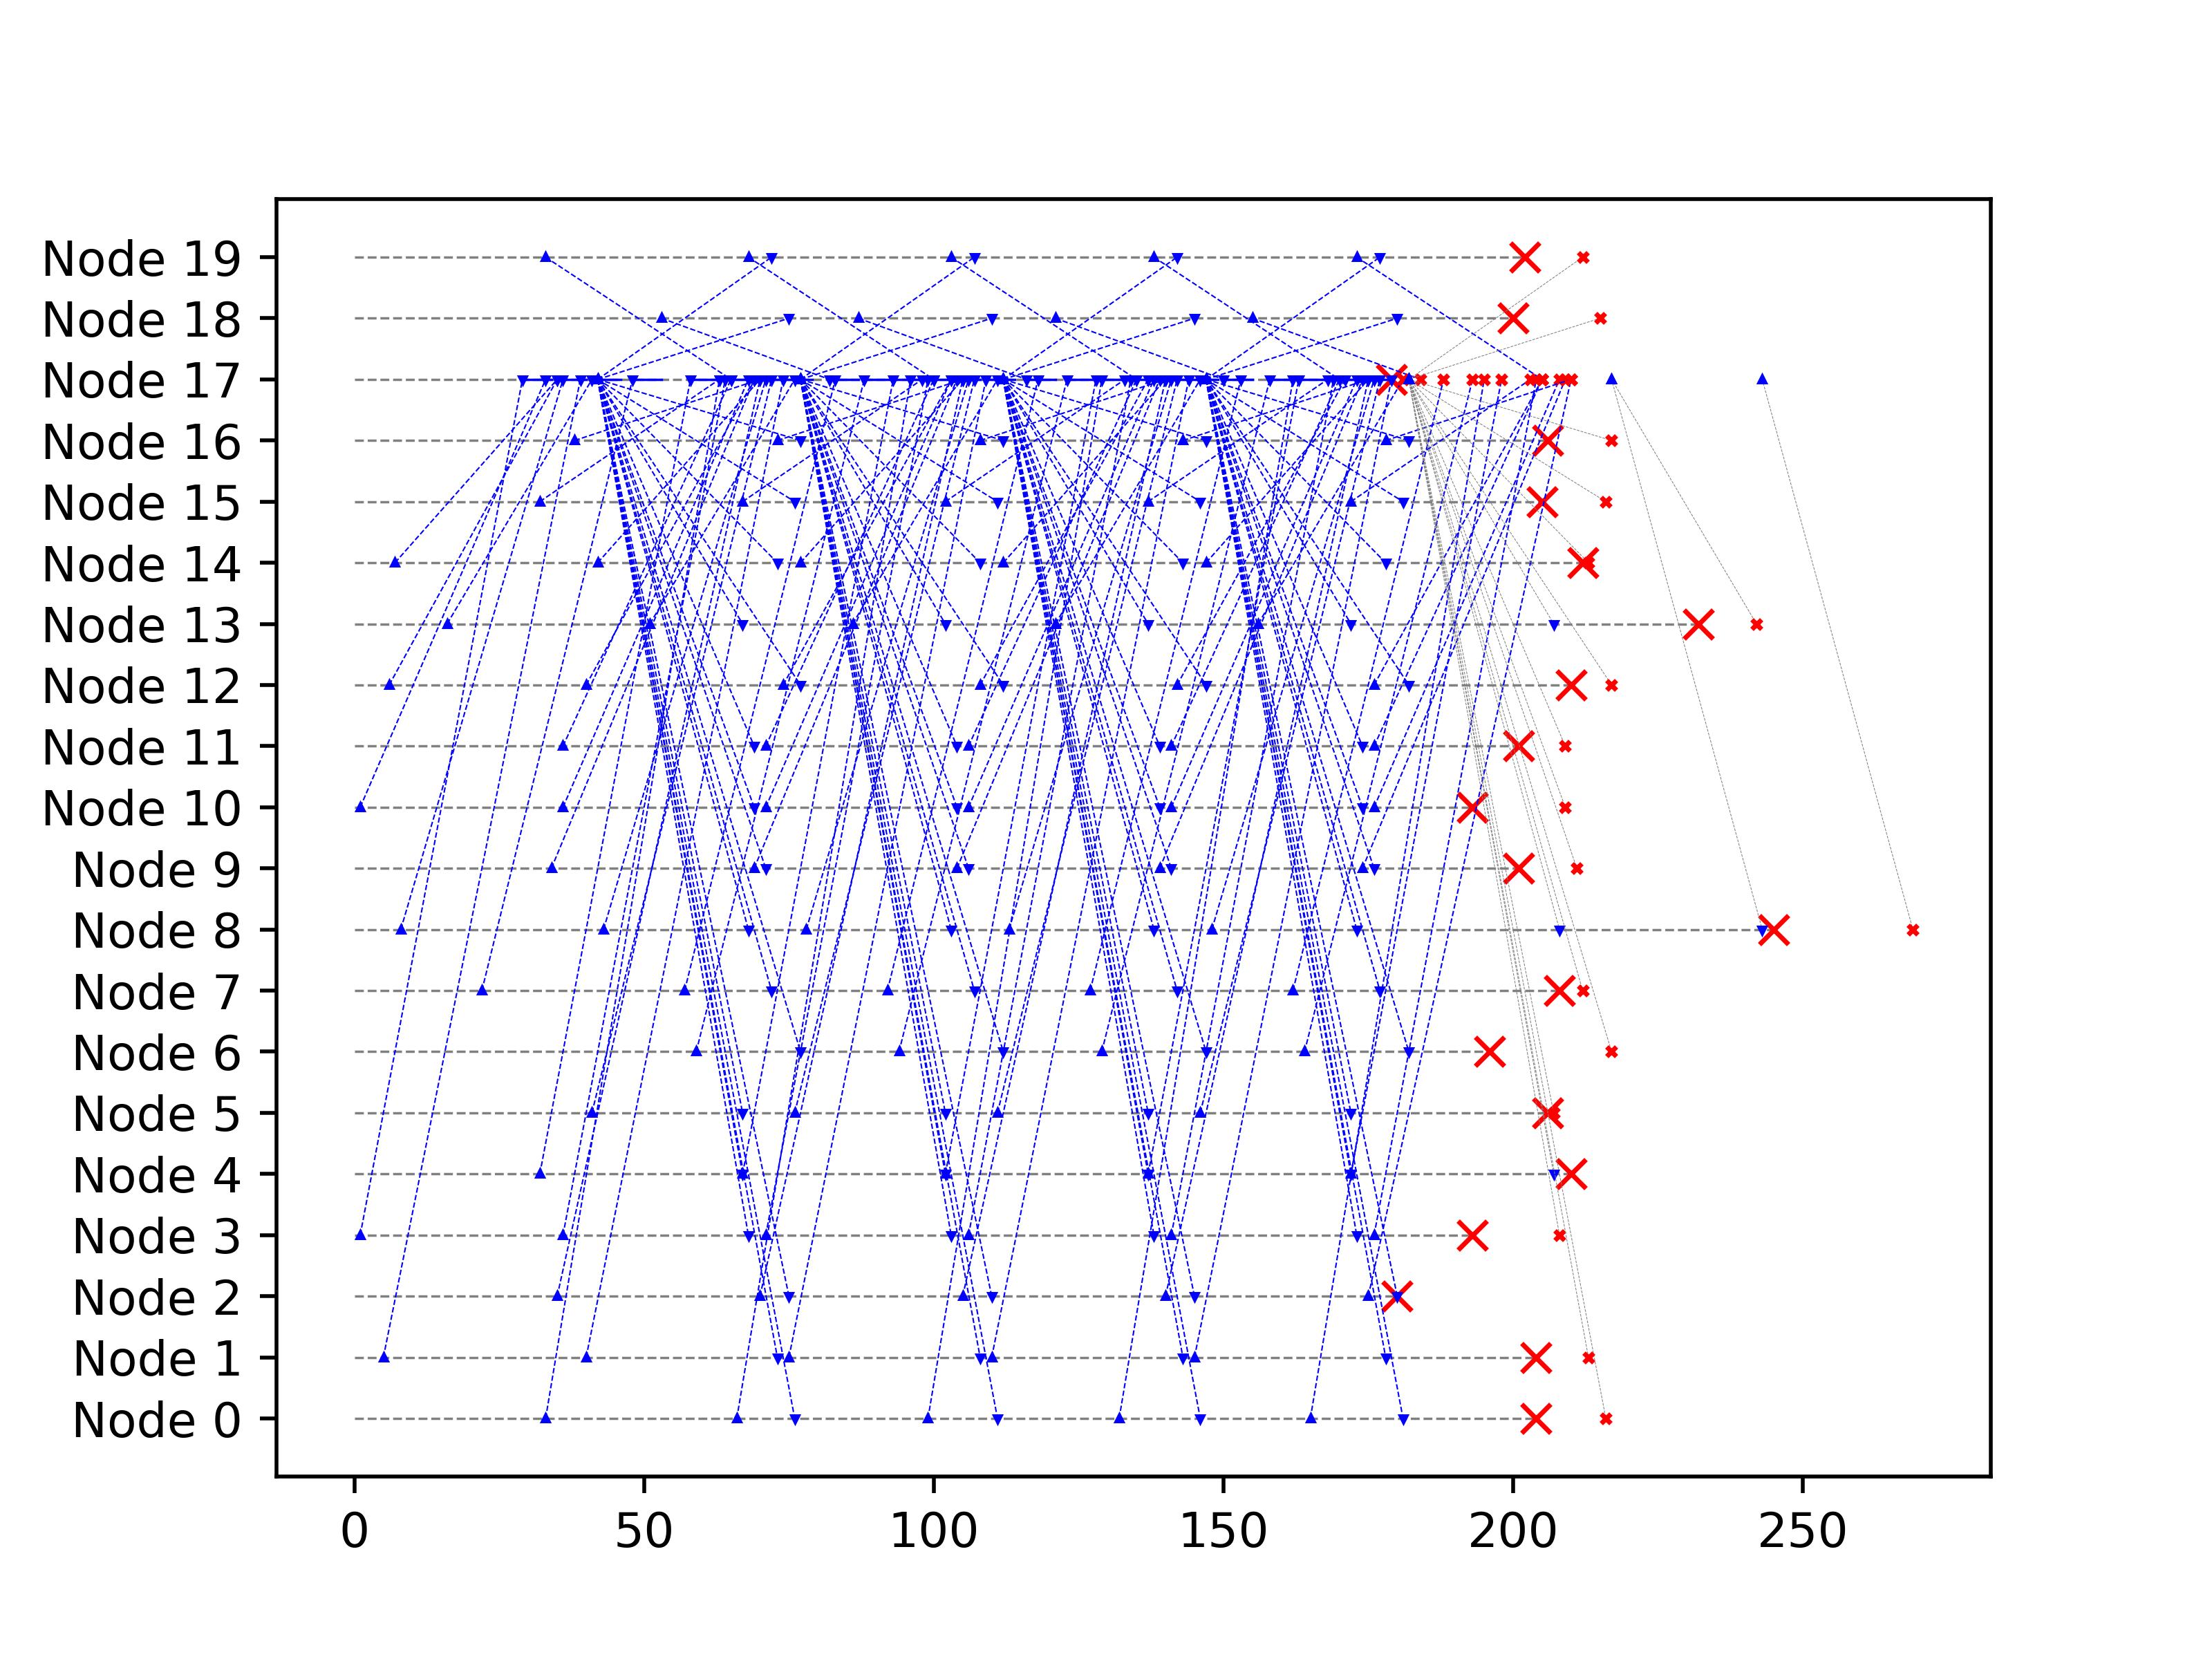 Node 19
Node 18
Node 17
Node 16
Node 15
Node 14
Node 13
Node 12
Node 11
Node 10
Node 9
Node 8
Node 7
Node 6
Node 5
Node 4
Node 3
Node 2
Node 1
Node 0
0 50 100 150 200 250